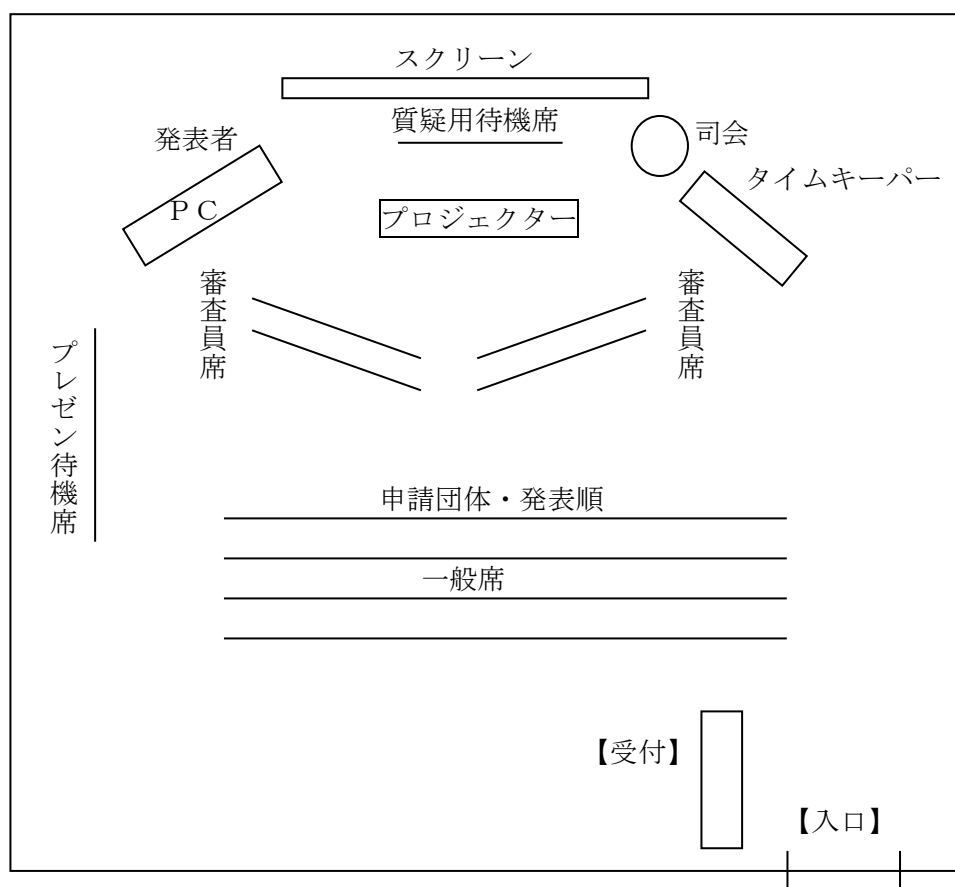 スクリーン
質疑用待機席
司会
発表者
タイムキーパー
ＰＣ
プロジェクター
審査員席
審査員席
プレゼン待機席
申請団体・発表順
一般席
【受付】
【入口】